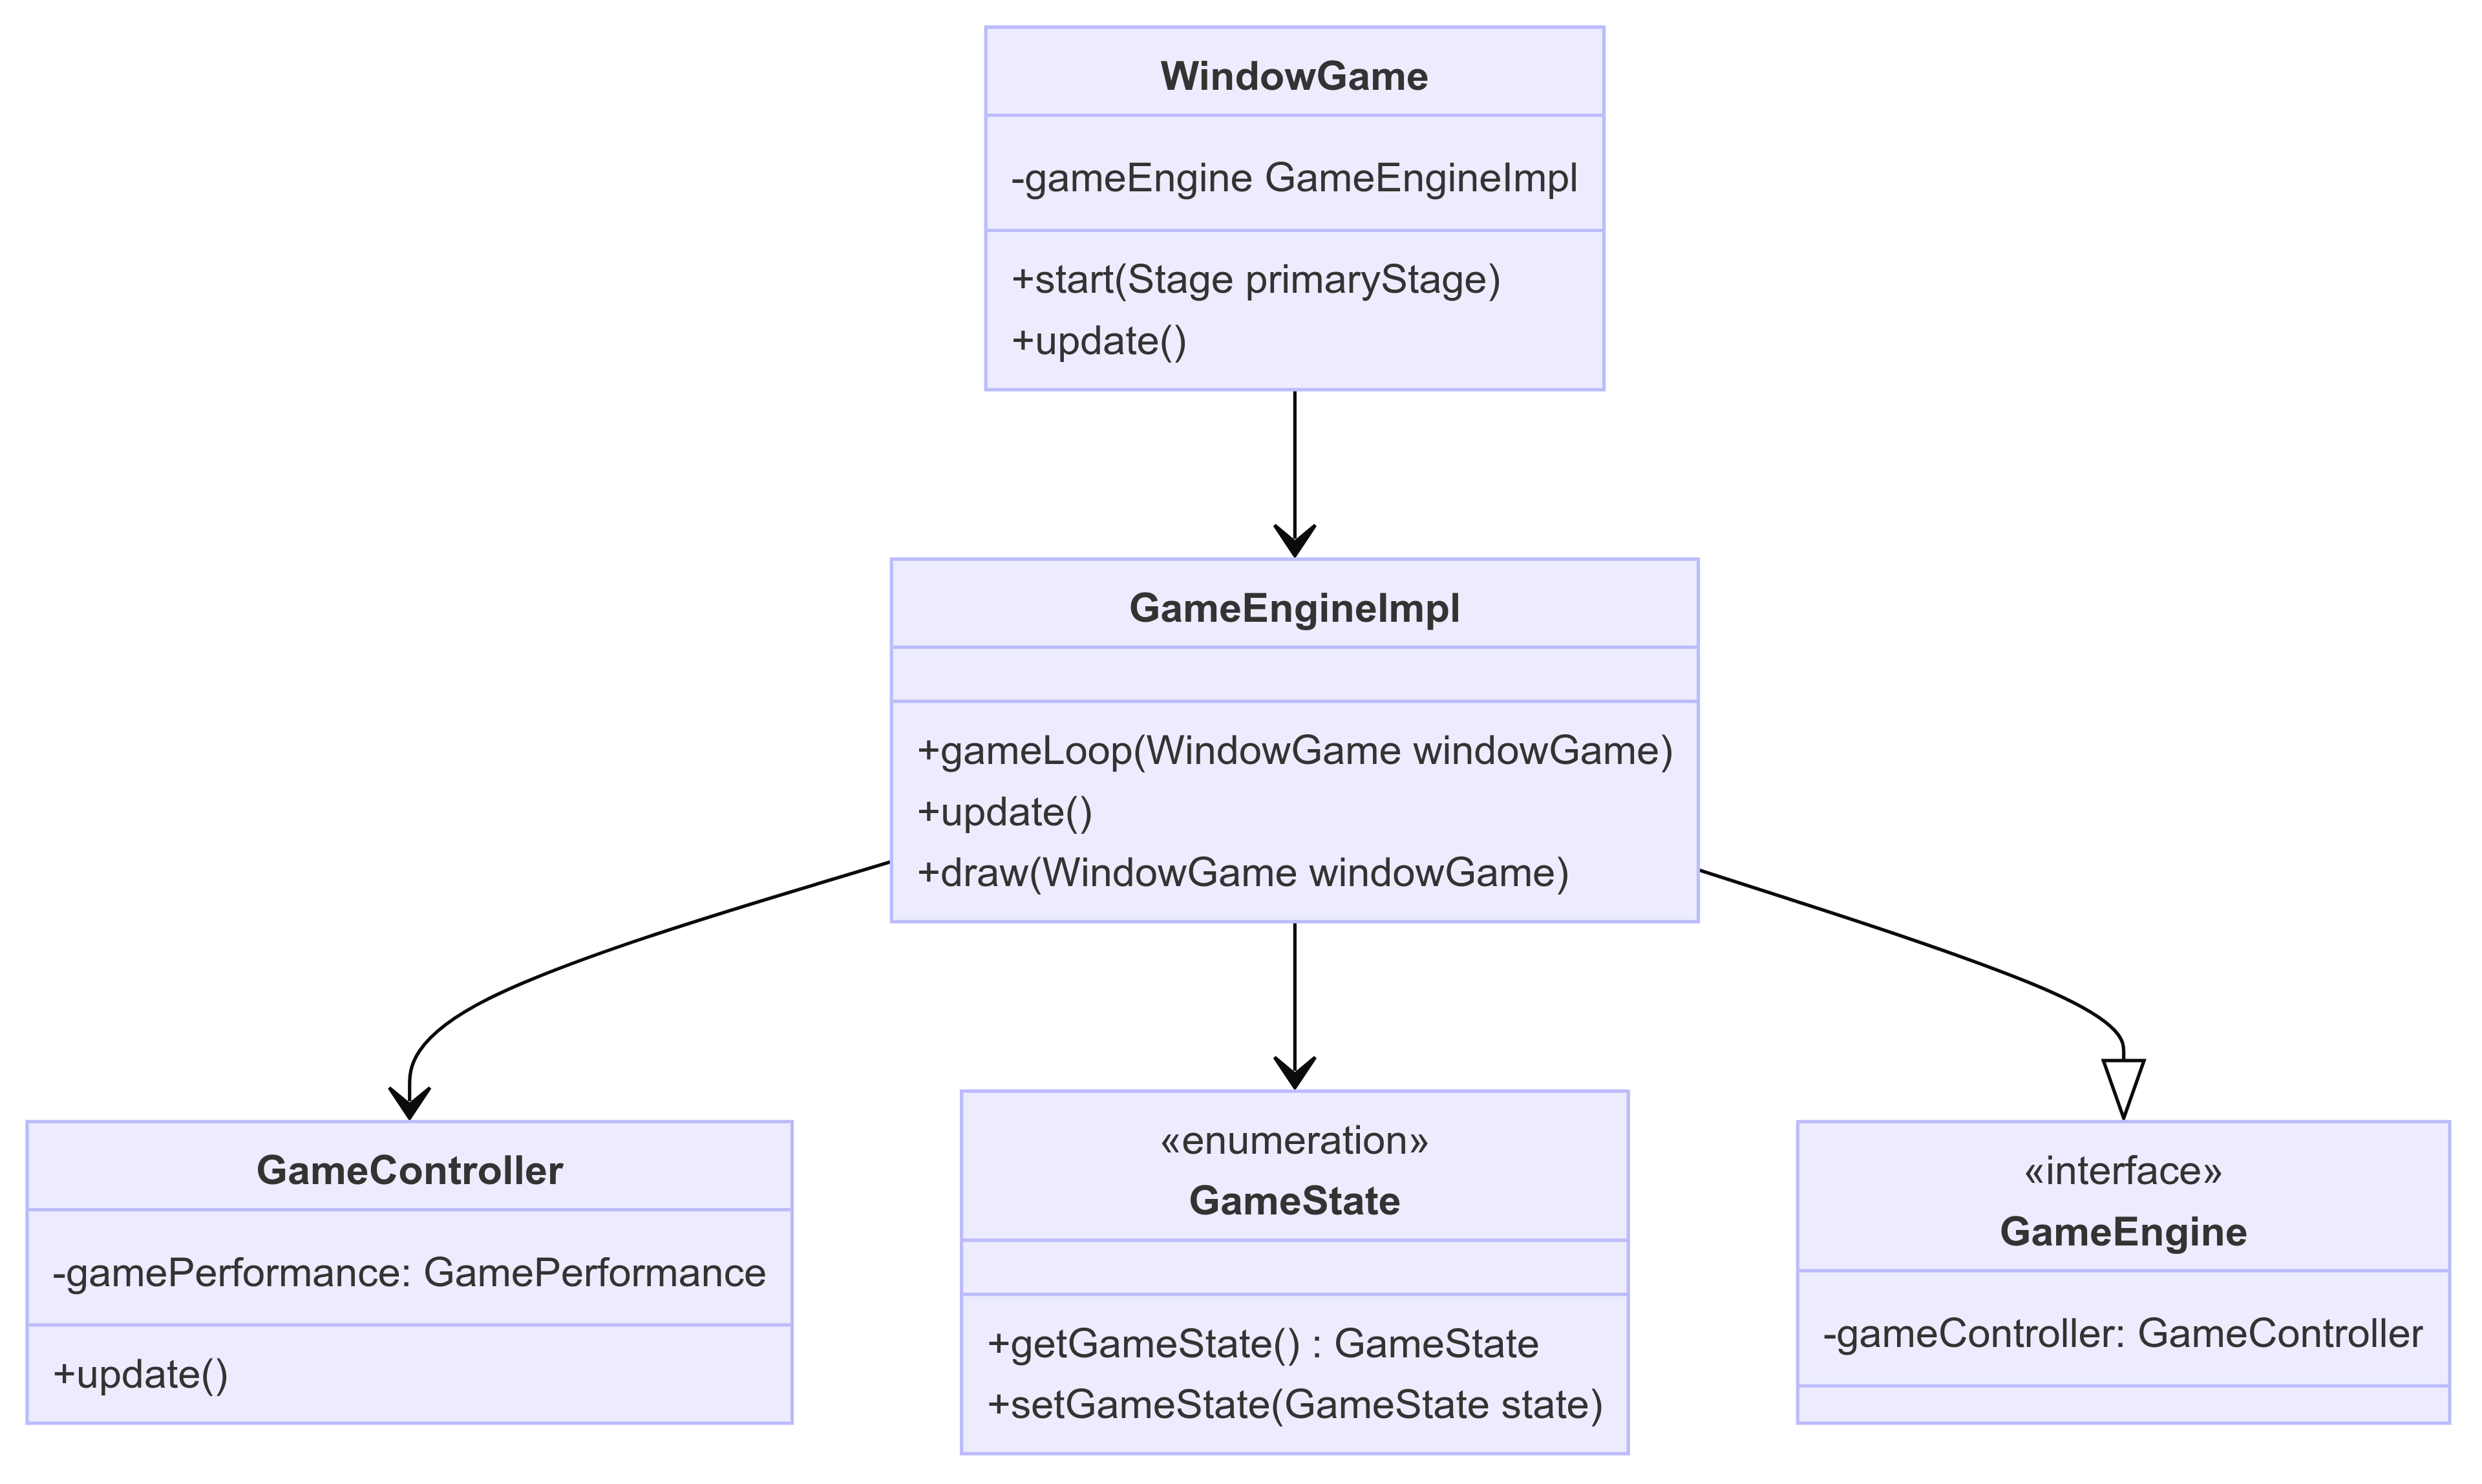 WindowGame
-gameEngine GameEngineImpl
+start(Stage primaryStage)
+update()
GameEngineImpl
+gameLoop(WindowGame windowGame)
+update()
+draw(WindowGame windowGame)
GameController
-gamePerformance: GamePerformance
+update()
«enumeration»
GameState
+getGameState() : GameState
+setGameState(GameState state)
«interface»
GameEngine
-gameController: GameController